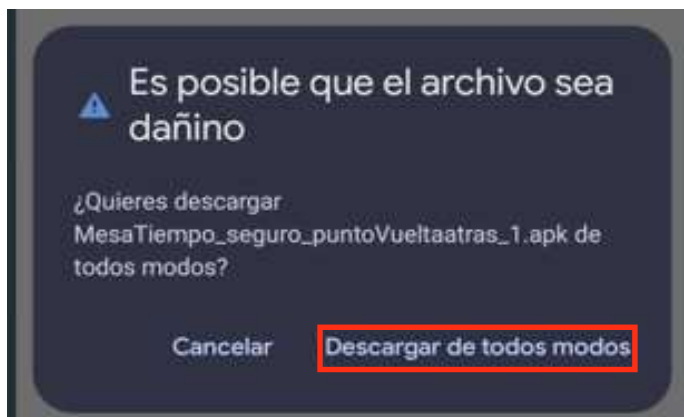 Es posible que el archivo sea
dañino
¿Quieres descargar
MesaTiempo_seguro_puntoVueltaatras_1.apk de
todos modos?
Cancelar
Descargar de todos modos